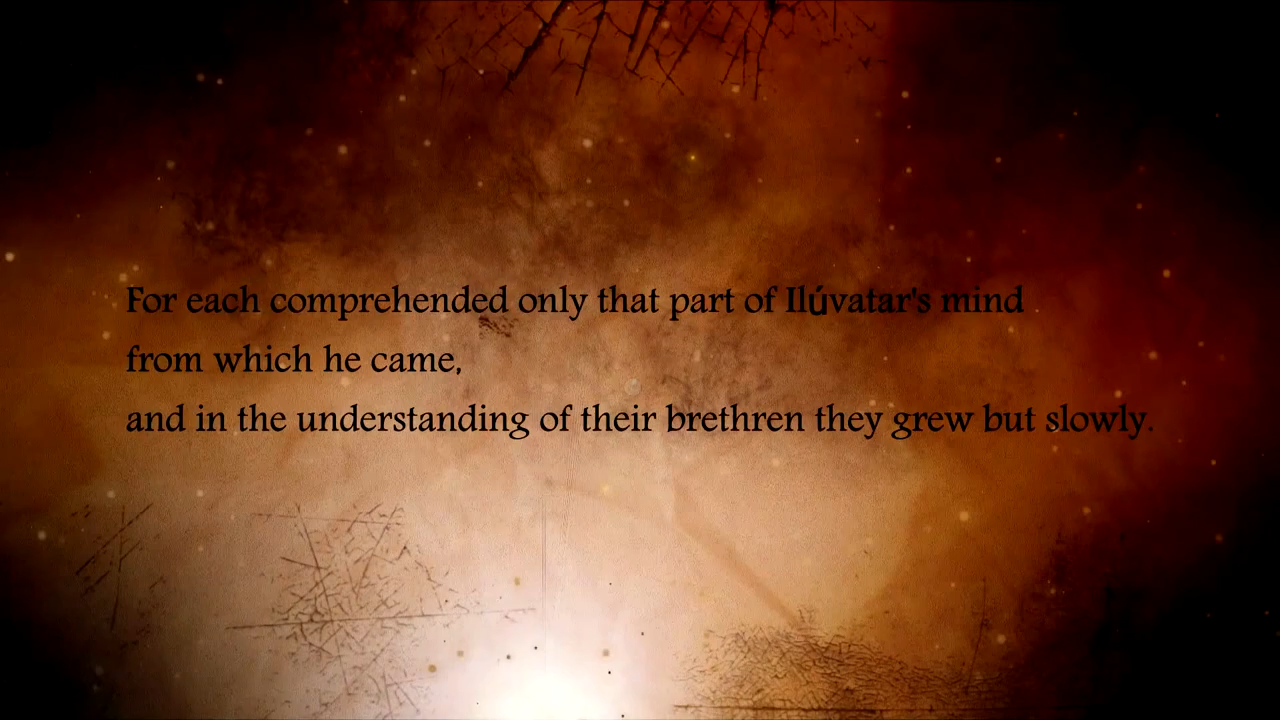 For each comprehended only that part of Ilúvatar's mind
from which he came,
and in the understanding of their brethren they grew but slowly.